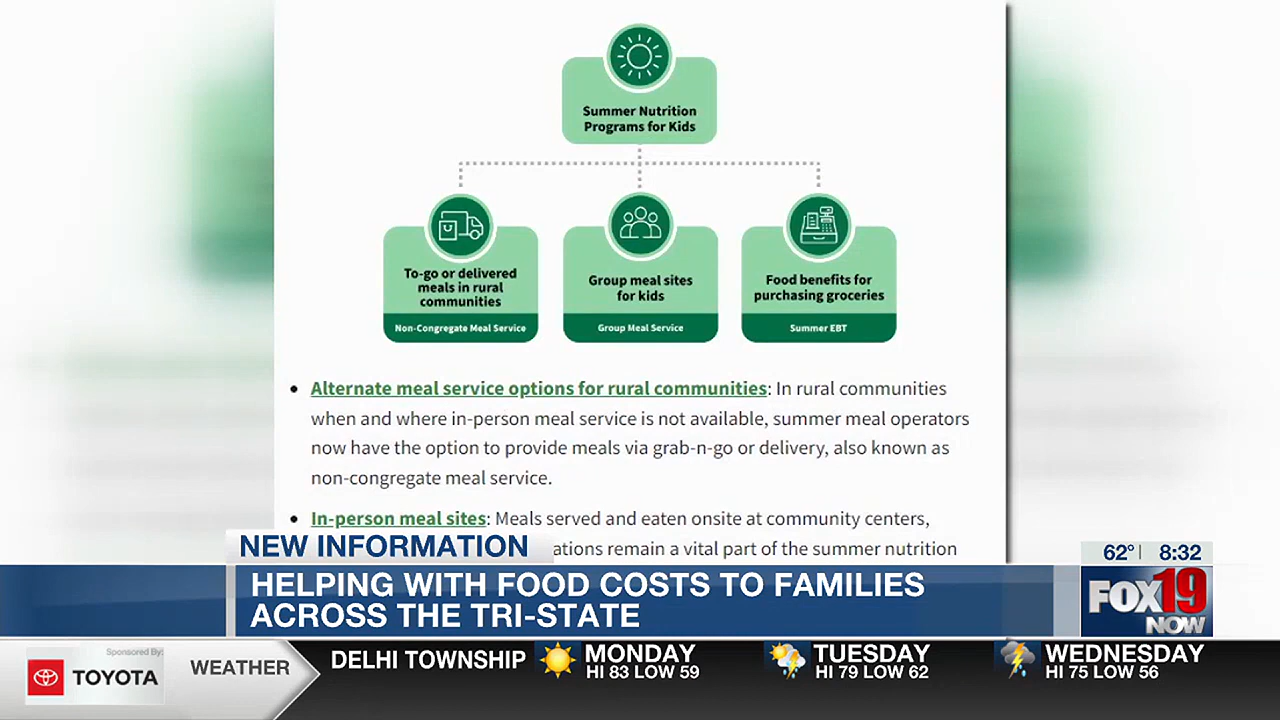 Summer Nutrition
Programs for Kids
To-go or delivered
meals in rural
communities
Non-Congregate Meal Service
Group meal sites
for kids
Group Meal Service
Food benefits for
purchasing groceries
Summer EBT
Alternate meal service options for rural communities: In rural communities
when and where in-person meal service is not available, summer meal operators
now have the option to provide meals via grab-n-go or delivery, also known as
non-congregate meal service.
In-person meal sites: Meals served and eaten onsite at community centers,
ations remain a vital part of the summer nutrition
NEW INFORMATION
HELPING WITH FOOD COSTS TO FAMILIES
ACROSS THE TRI-STATE
62° 8:32
FOX19
NOW
Sponsored By:
TOYOTA
WEATHER
DELHI TOWNSHIP
MONDAY
HI 83 LOW 59
TUESDAY
HI 79 LOW 62
WEDNESDAY
HI 75 LOW 56